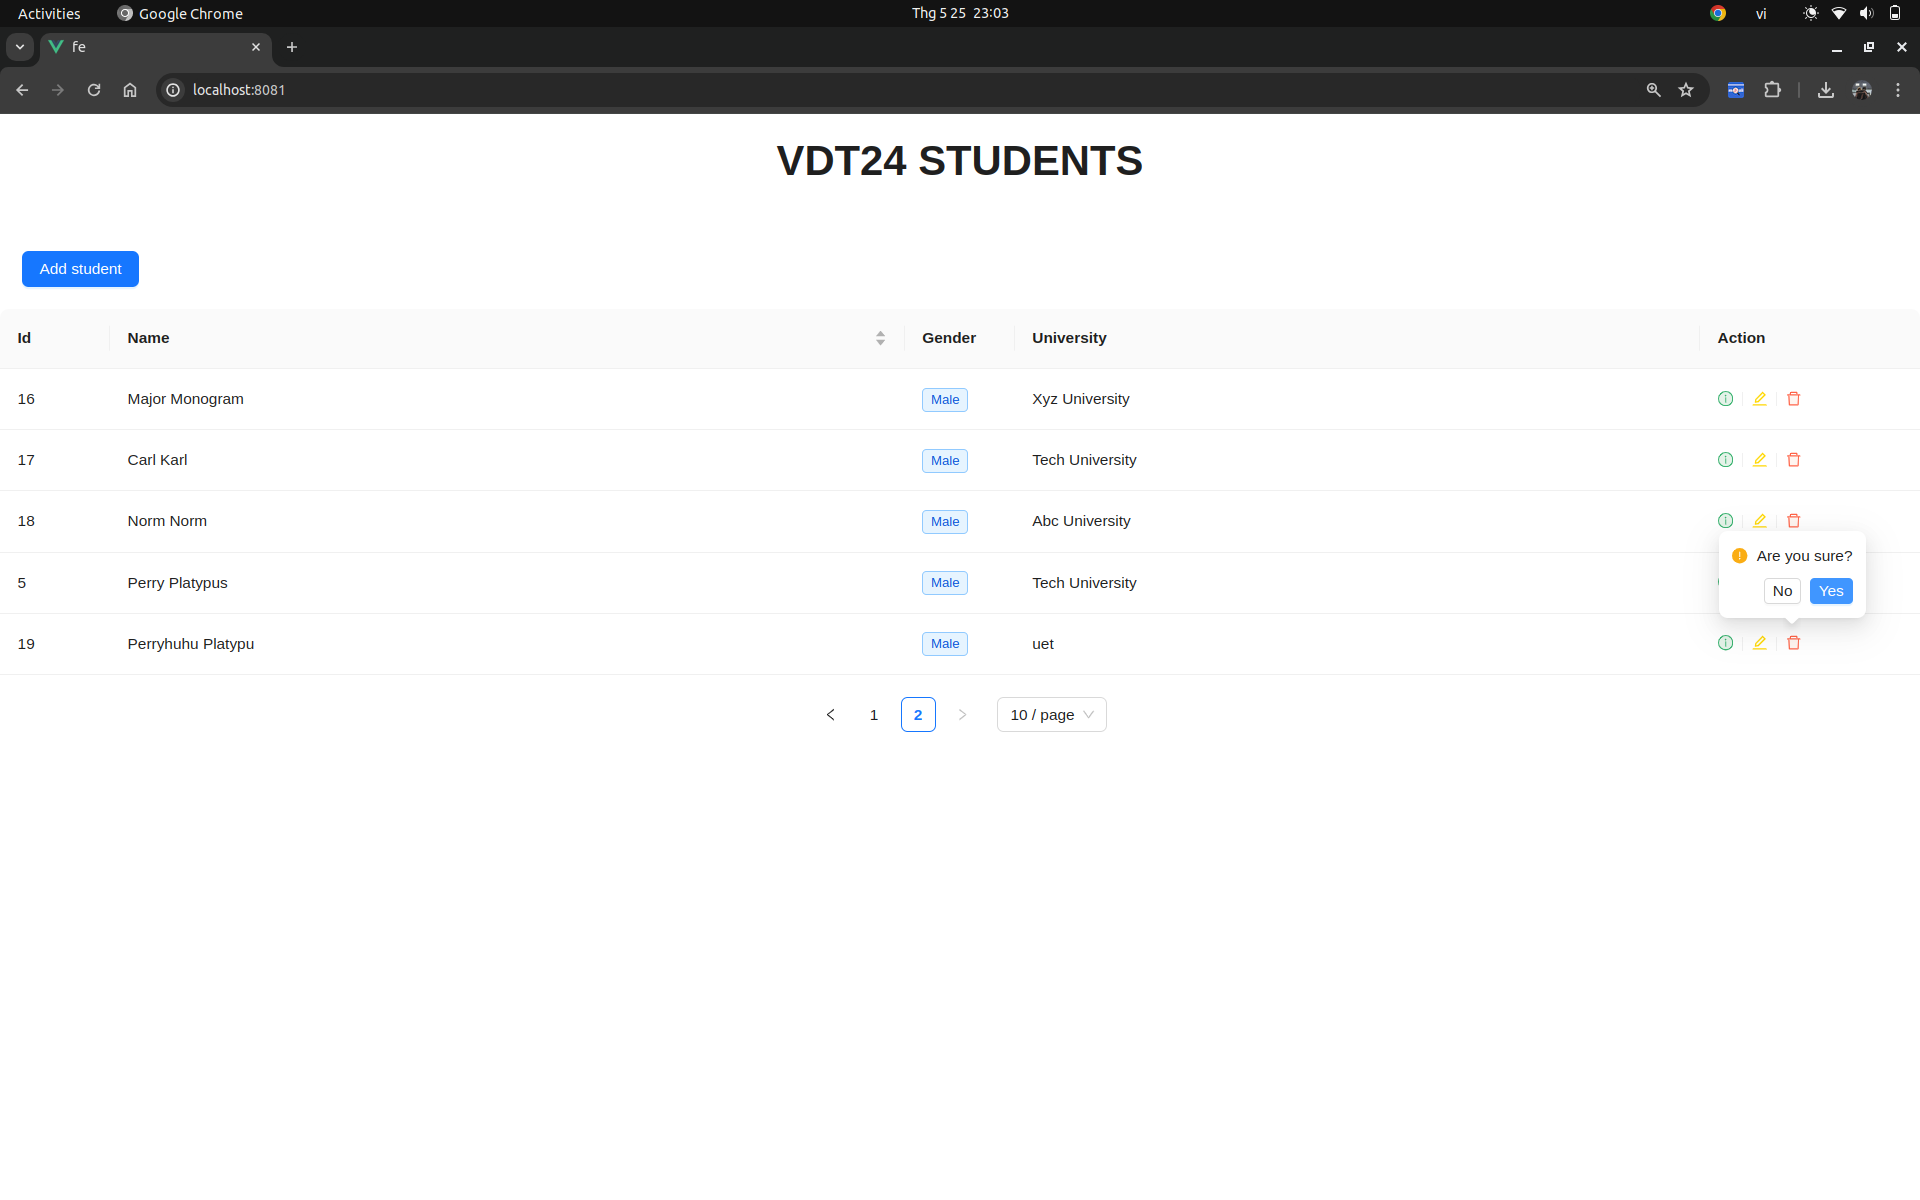 Activities Google Chrome Thg 5 25 23:03 vi
fe
localhost:8081
VDT24 STUDENTS
Add student
Id Name Gender University Action
16 Major Monogram Male Xyz University
17 Carl Karl Male Tech University
18 Norm Norm Male Abc University
Are you sure?
5 Perry Platypus Male Tech University
No Yes
19 Perryhuhu Platypu Male uet
1 2 10 / page